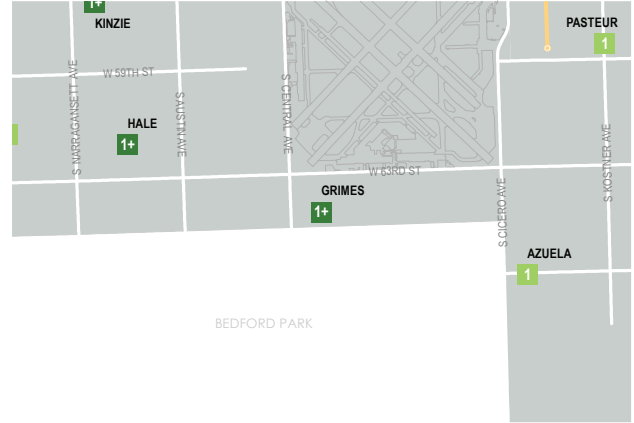 1+
KINZIE
PASTEUR
1
W 59TH ST
S NARRAGANSETT AVE
S AUSTIN AVE
S CENTRAL AVE
HALE
1+
S KOSTNER AVE
W 63RD ST
GRIMES
1+
S CICERO AVE
AZUELA
1
BEDFORD PARK